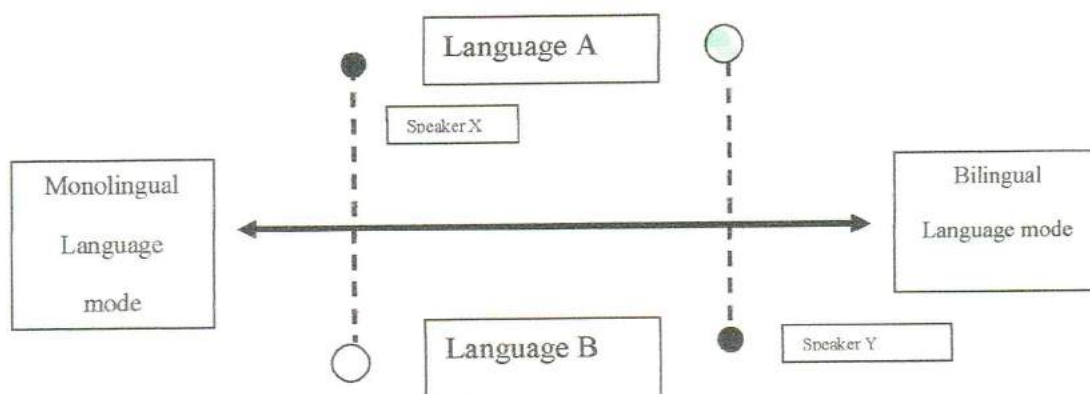 Language A
Speaker X
Monolingual
Language
mode
Bilingual
Language mode
Language B
Speaker Y